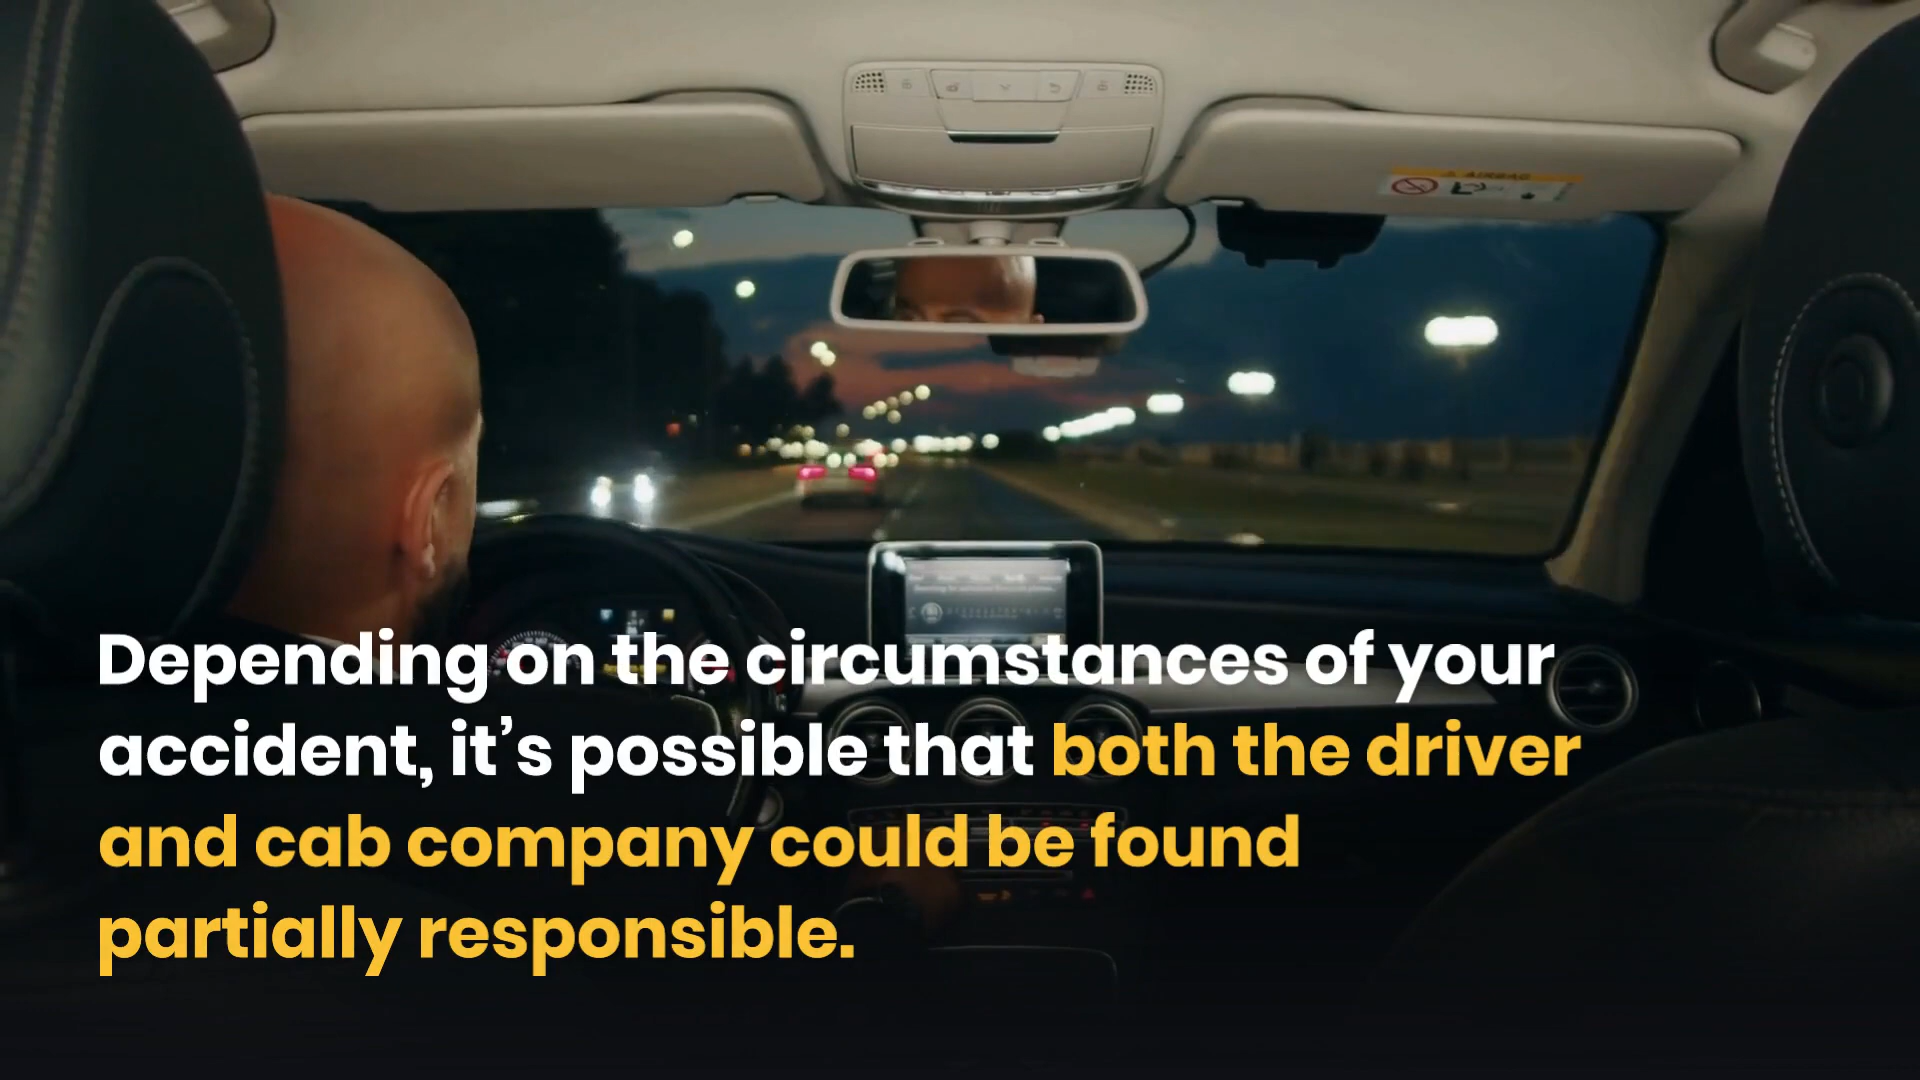 AIRBAG
Depending on the circumstances of your
accident, it’s possible that both the driver
and cab company could be found
partially responsible.